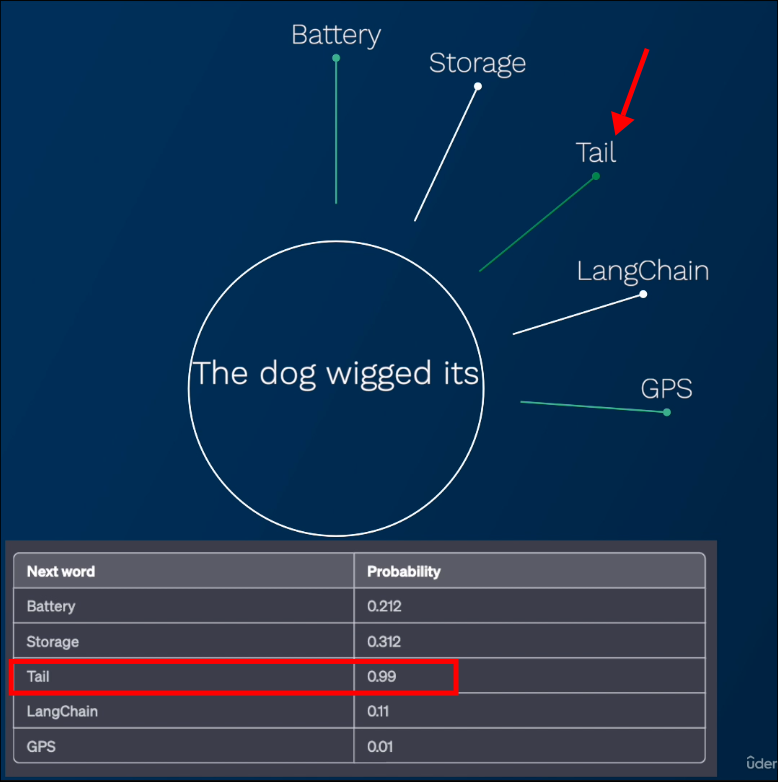 Battery
Storage
Tail
LangChain
The dog wigged its
GPS
Next word Probability
Battery 0.212
Storage 0.312
Tail 0.99
LangChain 0.11
GPS 0.01